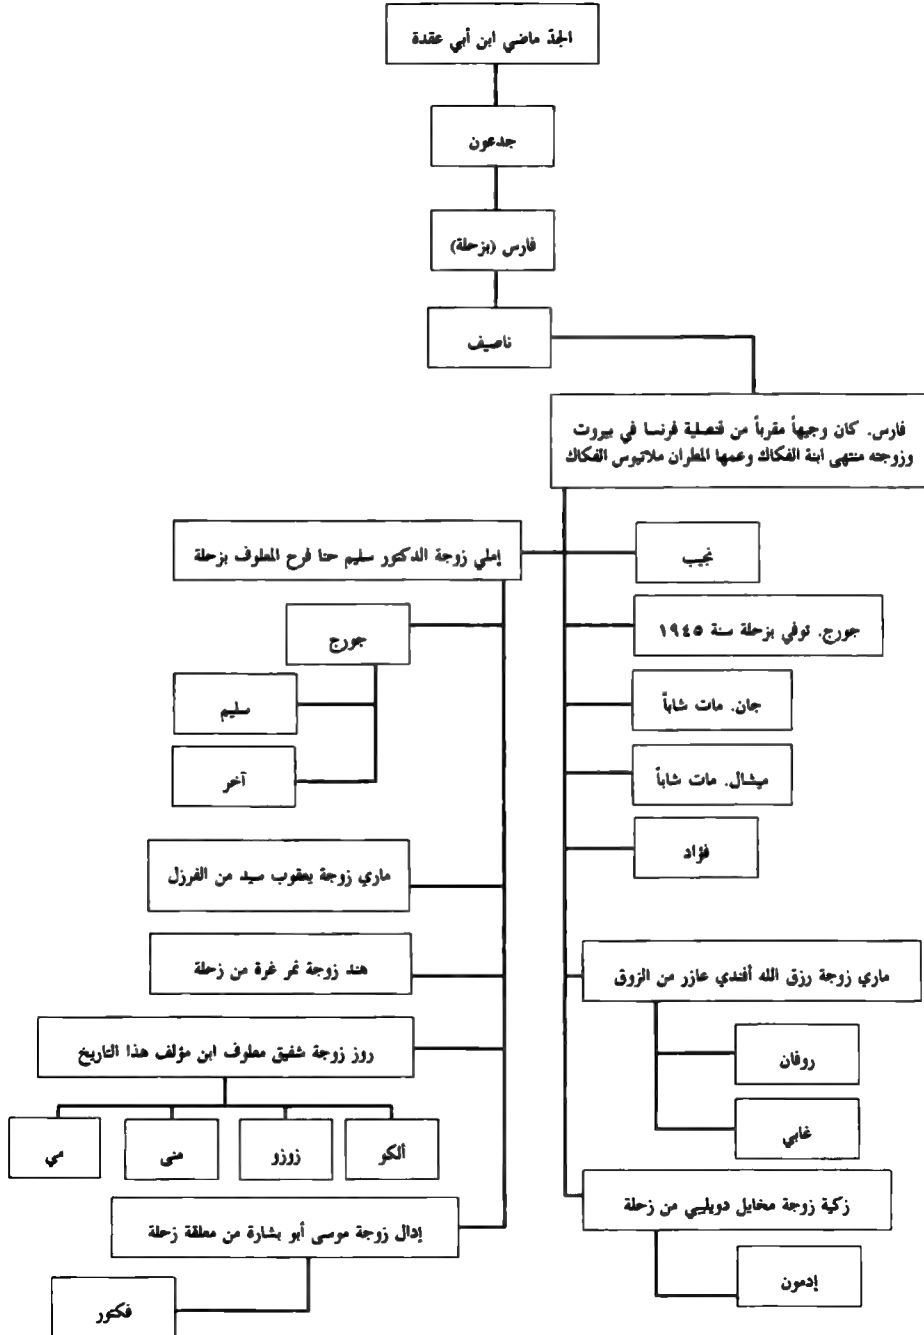 الجدّ ماضي ابن أبي عقدة
جدعون
فارس (بزحلة)
ناصيف
فارس. كان وجيهاً مقرباً من قنصلية فرنسا في بيروت
وزوجته منتهى ابنة الفكاك وعمها المطران ملاتيوس الفكاك
نجيب
جورج. توفي بزحلة سنة ١٩٤٥
جان. مات شاباً
ميشال. مات شاباً
فؤاد
ماري زوجة رزق الله أفندي عازر من الزوق
روفان
غابي
زكية زوجة مخايل دويليبي من زحلة
إدمون
إملي زوجة الدكتور سليم حنا فرح المعلوف بزحلة
جورج
سليم
آخر
ماري زوجة يعقوب سيد من الفرزل
هند زوجة نمر غرة من زحلة
روز زوجة شفيق معلوف ابن مؤلف هذا التاريخ
ألكو
زوزو
منى
مي
إدال زوجة موسى أبو بشارة من معلقة زحلة
فكتور